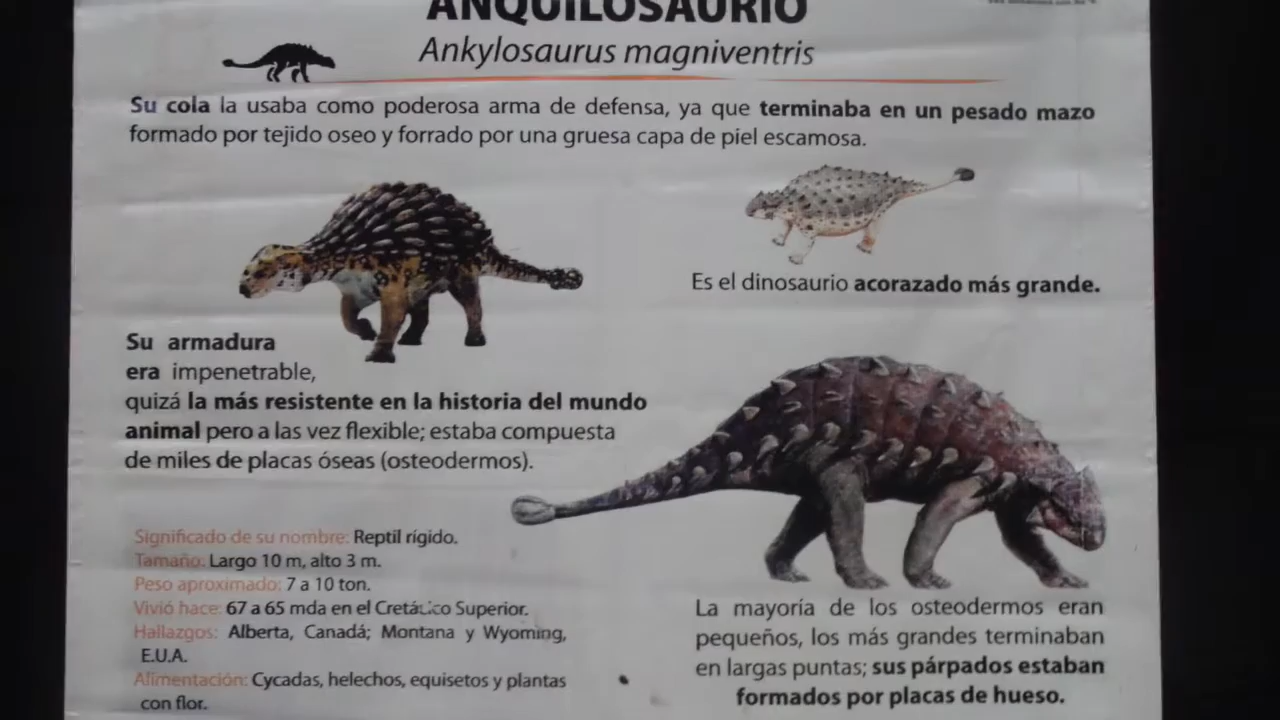 ANQUILOSAURIO
Ankylosaurus magniventris
Su cola la usaba como poderosa arma de defensa, ya que terminaba en un pesado mazo
formado por tejido oseo y forrado por una gruesa capa de piel escamosa.
Es el dinosaurio acorazado más grande.
Su armadura
era impenetrable,
quizá la más resistente en la historia del mundo
animal pero a las vez flexible; estaba compuesta
de miles de placas óseas (osteodermos).
Significado de su nombre: Reptil rígido.
Tamaño: Largo 10 m, alto 3 m.
Peso aproximado: 7 a 10 ton.
Vivió hace: 67 a 65 mda en el Cretácico Superior.
Hallazgos: Alberta, Canadá; Montana y Wyoming,
E.U.A.
Alimentación: Cycadas, helechos, equisetos y plantas
con flor.
La mayoría de los osteodermos eran
pequeños, los más grandes terminaban
en largas puntas; sus párpados estaban
formados por placas de hueso.